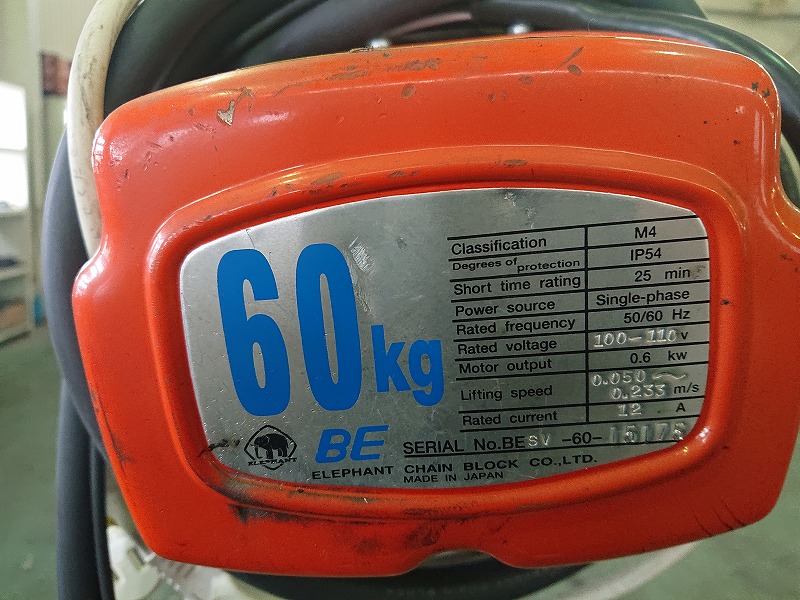 60kg
Classification M4
Degrees of protection IP54
Short time rating 25 min
Power source Single-phase
Rated frequency 50/60 Hz
Rated voltage 100-110 v
Motor output 0.6 kw
Lifting speed 0.050~ 0.233 m/s
Rated current 12 A
ELEPHANT
BE SERIAL No.BESV -60- 15175
ELEPHANT CHAIN BLOCK CO.,LTD.
MADE IN JAPAN